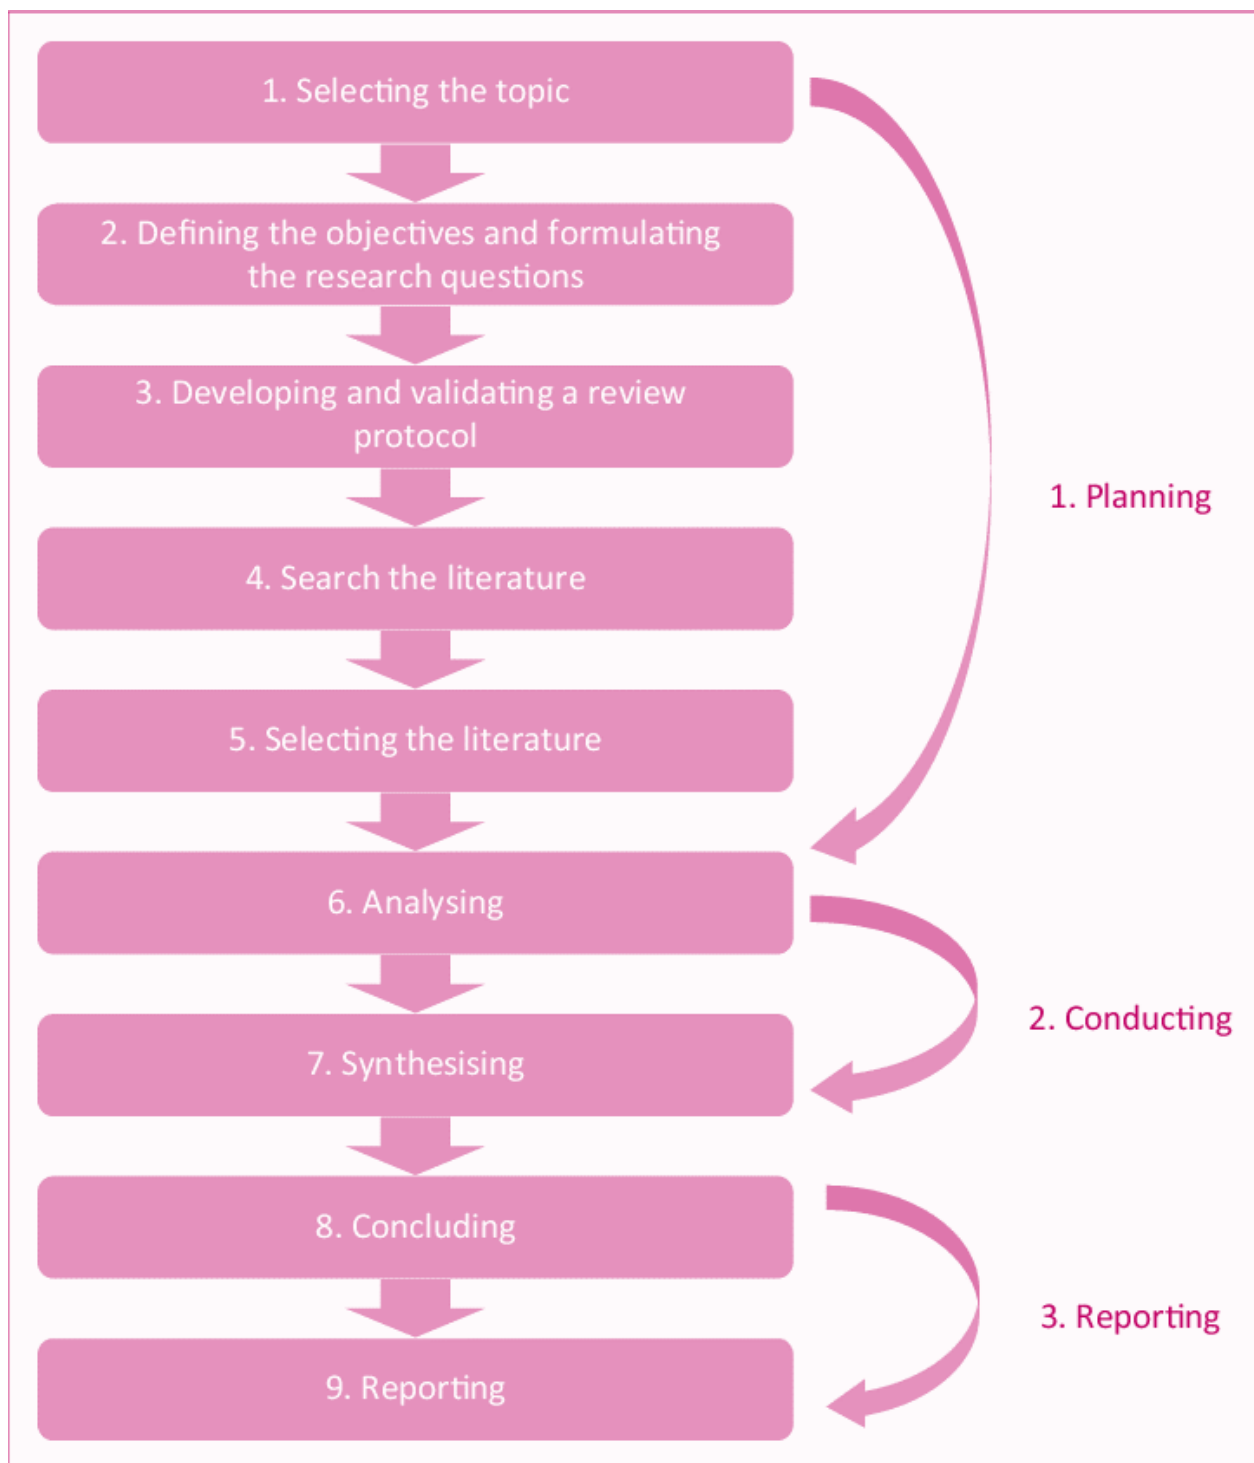 1. Selecting the topic
2. Defining the objectives and formulating
the research questions
3. Developing and validating a review
protocol
4. Search the literature
5. Selecting the literature
6. Analysing
7. Synthesising
8. Concluding
9. Reporting
1. Planning
2. Conducting
3. Reporting